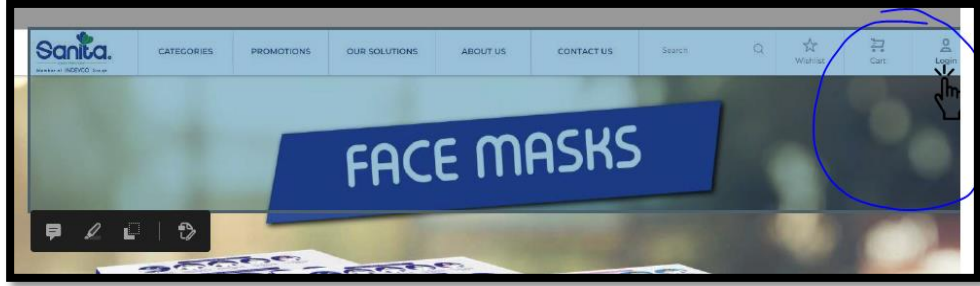 Sanita.
Member of INDEVCO Group
CATEGORIES
PROMOTIONS
OUR SOLUTIONS
ABOUT US
CONTACT US
Search
Wishlist
Cart
Login
FACE MASKS